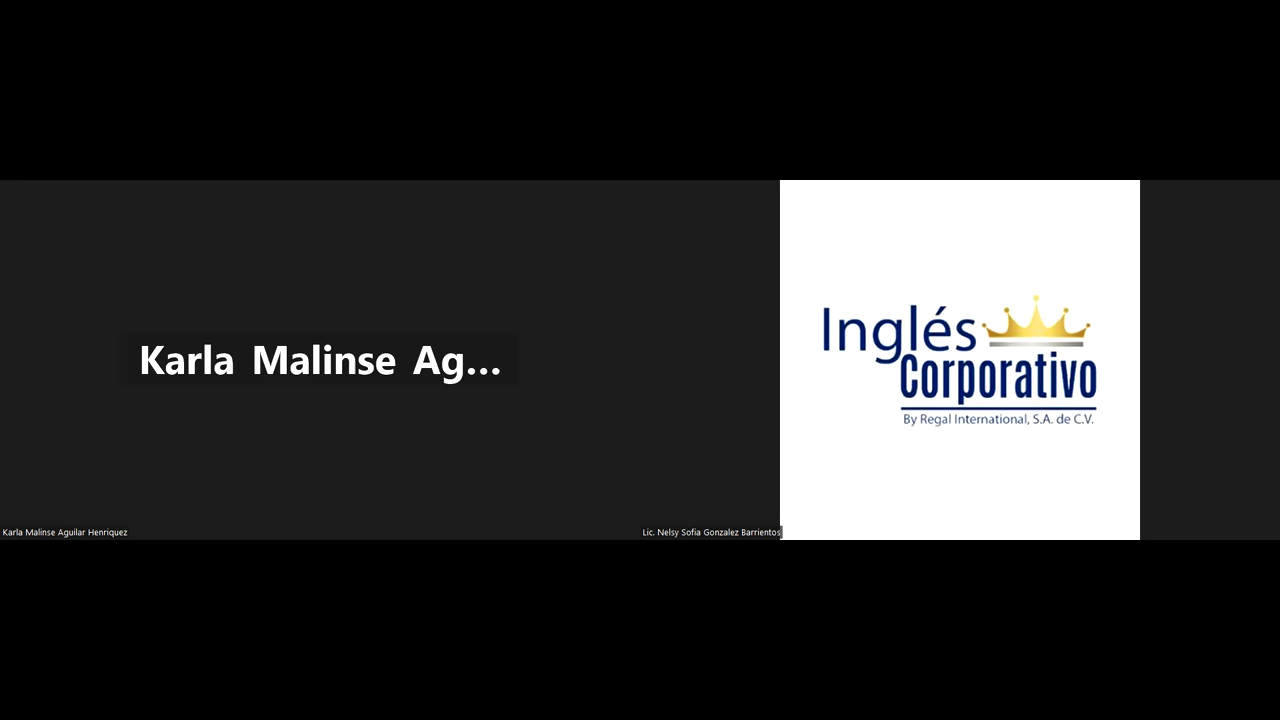 Karla Malinse Ag...
Inglés
Corporativo
By Regal International, S.A. de C.V.
Karla Malinse Aguilar Henriquez
Lic. Nelsy Sofia Gonzalez Barrientos